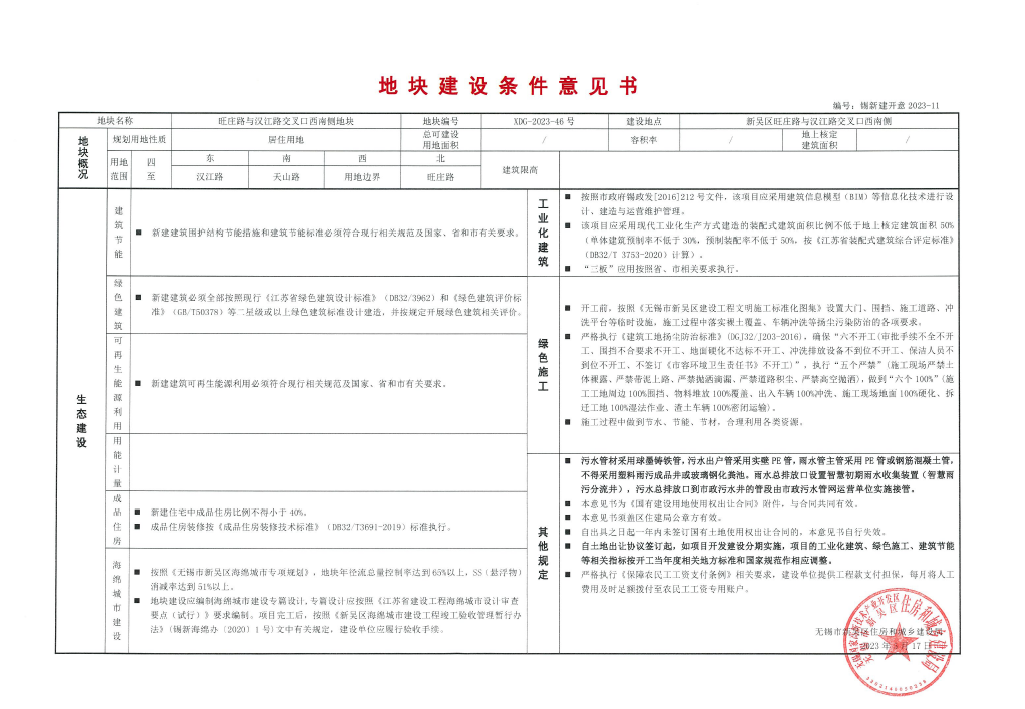 地块建设条件意见书
编号：锡新建开意 2023-11
地块名称 旺庄路与汉江路交叉口西南侧地块 地块编号 XDG-2023-46 号 建设地点 新吴区旺庄路与汉江路交叉口西南侧
地块概况
规划用地性质 居住用地 总可建设用地面积 / 容积率 / 地上核定建筑面积 /
用地范围 四至 东 南 西 北 建筑限高
汉江路 天山路 用地边界 旺庄路
生态建设
建筑节能
■ 新建建筑围护结构节能措施和建筑节能标准必须符合现行相关规范及国家、省和市有关要求。
绿色建筑
■ 新建建筑必须全部按照现行《江苏省绿色建筑设计标准》（DB32/3962）和《绿色建筑评价标
准》（GB/T50378）等二星级或以上绿色建筑标准设计建造，并按规定开展绿色建筑相关评价。
可再生能源利用
■ 新建建筑可再生能源利用必须符合现行相关规范及国家、省和市有关要求。
用能计量
成品住房
■ 新建住宅中成品住房比例不得小于 40%。
■ 成品住房装修按《成品住房装修技术标准》（DB32/T3691-2019）标准执行。
海绵城市建设
■ 按照《无锡市新吴区海绵城市专项规划》，地块年径流总量控制率达到 65%以上，SS（悬浮物）
消减率达到 51%以上。
■ 地块建设应编制海绵城市建设专篇设计,专篇设计应按照《江苏省建设工程海绵城市设计审查
要点（试行）》要求编制。项目完工后，按照《新吴区海绵城市建设工程竣工验收管理暂行办
法》（锡新海绵办〔2020〕1 号)文中有关规定，建设单位应履行验收手续。
工业化建筑
■ 按照市政府锡政发[2016]212 号文件，该项目应采用建筑信息模型（BIM）等信息化技术进行设
计、建造与运营维护管理。
■ 该项目应采用现代工业化生产方式建造的装配式建筑面积比例不低于地上核定建筑面积 50%
（单体建筑预制率不低于 30%，预制装配率不低于 50%，按《江苏省装配式建筑综合评定标准》
（DB32/T 3753-2020）计算）。
■ “三板”应用按照省、市相关要求执行。
绿色施工
■ 开工前，按照《无锡市新吴区建设工程文明施工标准化图集》设置大门、围挡、施工道路、冲
洗平台等临时设施，施工过程中落实裸土覆盖、车辆冲洗等扬尘污染防治的各项要求。
■ 严格执行《建筑工地扬尘防治标准》(DGJ32/J203-2016)，确保“六不开工(审批手续不全不开
工、围挡不合要求不开工、地面硬化不达标不开工、冲洗排放设备不到位不开工、保洁人员不
到位不开工、不签订《市容环境卫生责任书》不开工)”，执行“五个严禁”(施工现场严禁土
体裸露、严禁带泥上路、严禁抛洒滴漏、严禁道路积尘、严禁高空抛洒)，做到“六个 100%”(施
工工地周边 100%围挡、物料堆放 100%覆盖、出入车辆 100%冲洗、施工现场地面 100%硬化、拆
迁工地 100%湿法作业、渣土车辆 100%密闭运输)。
■ 施工过程中做到节水、节能、节材，合理利用各类资源。
其他规定
■ 污水管材采用球墨铸铁管，污水出户管采用实壁 PE 管，雨水管主管采用 PE 管或钢筋混凝土管，
不得采用塑料雨污成品井或玻璃钢化粪池。雨水总排放口设置智慧初期雨水收集装置（智慧雨
污分流井），污水总排放口到市政污水井的管段由市政污水管网运营单位实施接管。
■ 本意见书为《国有建设用地使用权出让合同》附件，与合同共同有效。
■ 本意见书须盖区住建局公章方有效。
■ 自出具之日起一年内未签订国有土地使用权出让合同的，本意见书自行失效。
■ 自土地出让协议签订起，如项目开发建设分期实施，项目的工业化建筑、绿色施工、建筑节能
等相关指标按开工当年度相关地方标准和国家规范作相应调整。
■ 严格执行《保障农民工工资支付条例》相关要求，建设单位提供工程款支付担保，每月将人工
费用及时足额拨付至农民工工资专用账户。
无锡市新吴区住房和城乡建设局
2023 年 月 17 日